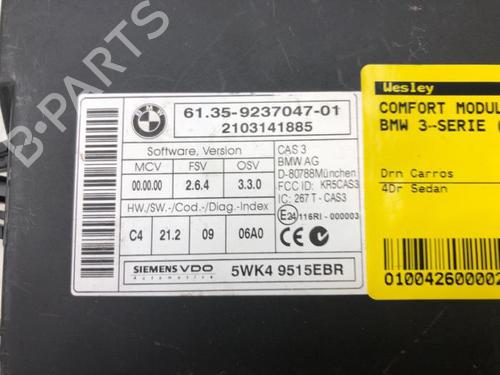 BMW
61.35-9237047-01
2103141885
Software, Version
MCV FSV OSV
00.00.00 2.6.4 3.3.0
HW./SW.-/Cod.-/Diag.-Index
C4 21.2 09 06A0
CAS 3
BMW AG
D-80788München
FCC ID: KR5CAS3
IC: 267 T - CAS3
E24 116RI - 000003
CE
SIEMENS VDO
Automotive
5WK4 9515EBR
Wesley
COMFORT MODUL
BMW 3-SERIE (
Drn Carros
4Dr Sedan
0100426000002